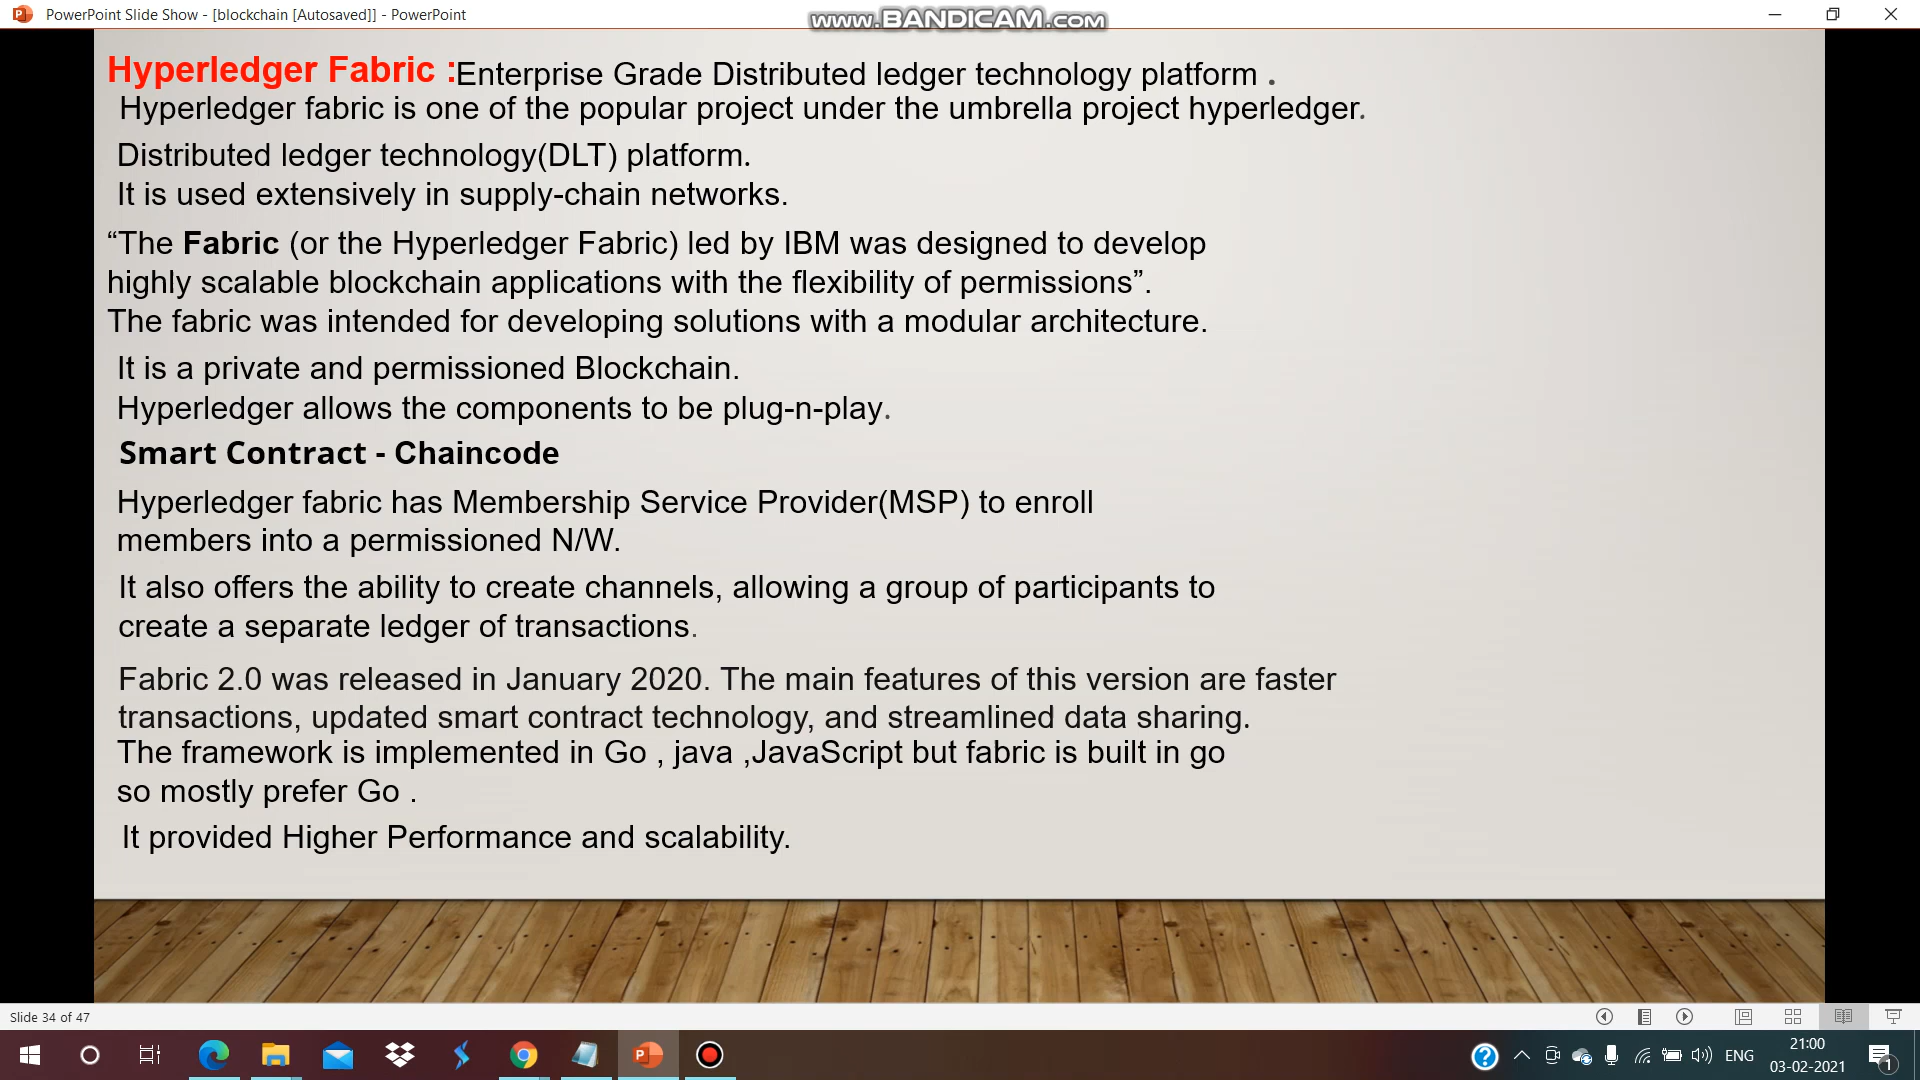 PowerPoint Slide Show - [blockchain [Autosaved]] - PowerPoint
www.BANDICAM.com
Hyperledger Fabric :Enterprise Grade Distributed ledger technology platform .
Hyperledger fabric is one of the popular project under the umbrella project hyperledger.
Distributed ledger technology(DLT) platform.
It is used extensively in supply-chain networks.
“The Fabric (or the Hyperledger Fabric) led by IBM was designed to develop
highly scalable blockchain applications with the flexibility of permissions”.
The fabric was intended for developing solutions with a modular architecture.
It is a private and permissioned Blockchain.
Hyperledger allows the components to be plug-n-play.
Smart Contract - Chaincode
Hyperledger fabric has Membership Service Provider(MSP) to enroll
members into a permissioned N/W.
It also offers the ability to create channels, allowing a group of participants to
create a separate ledger of transactions.
Fabric 2.0 was released in January 2020. The main features of this version are faster
transactions, updated smart contract technology, and streamlined data sharing.
The framework is implemented in Go , java ,JavaScript but fabric is built in go
so mostly prefer Go .
It provided Higher Performance and scalability.
Slide 34 of 47
ENG
21:00
03-02-2021
1